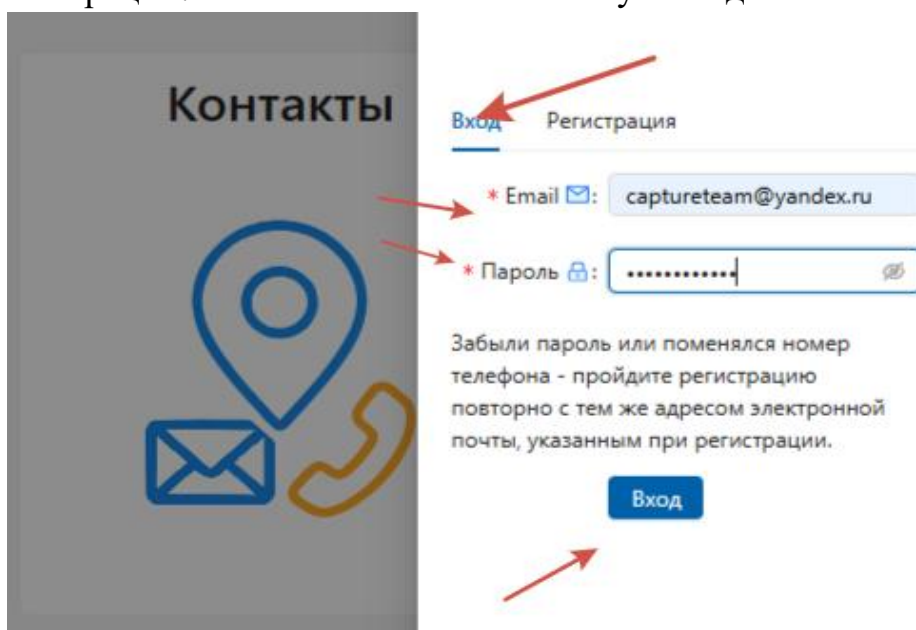 Контакты
Вход Регистрация
* Email : captureteam@yandex.ru
* Пароль : ••••••••••••
Забыли пароль или поменялся номер
телефона - пройдите регистрацию
повторно с тем же адресом электронной
почты, указанным при регистрации.
Вход